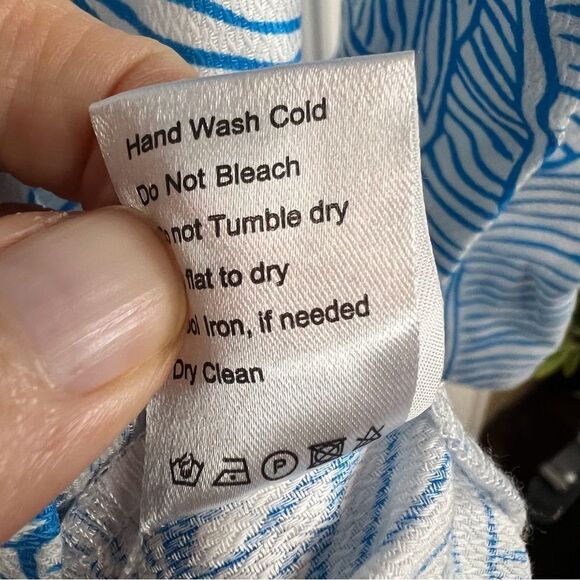 Hand Wash Cold
Do Not Bleach
not Tumble dry
flat to dry
Iron, if needed
Dry Clean
P